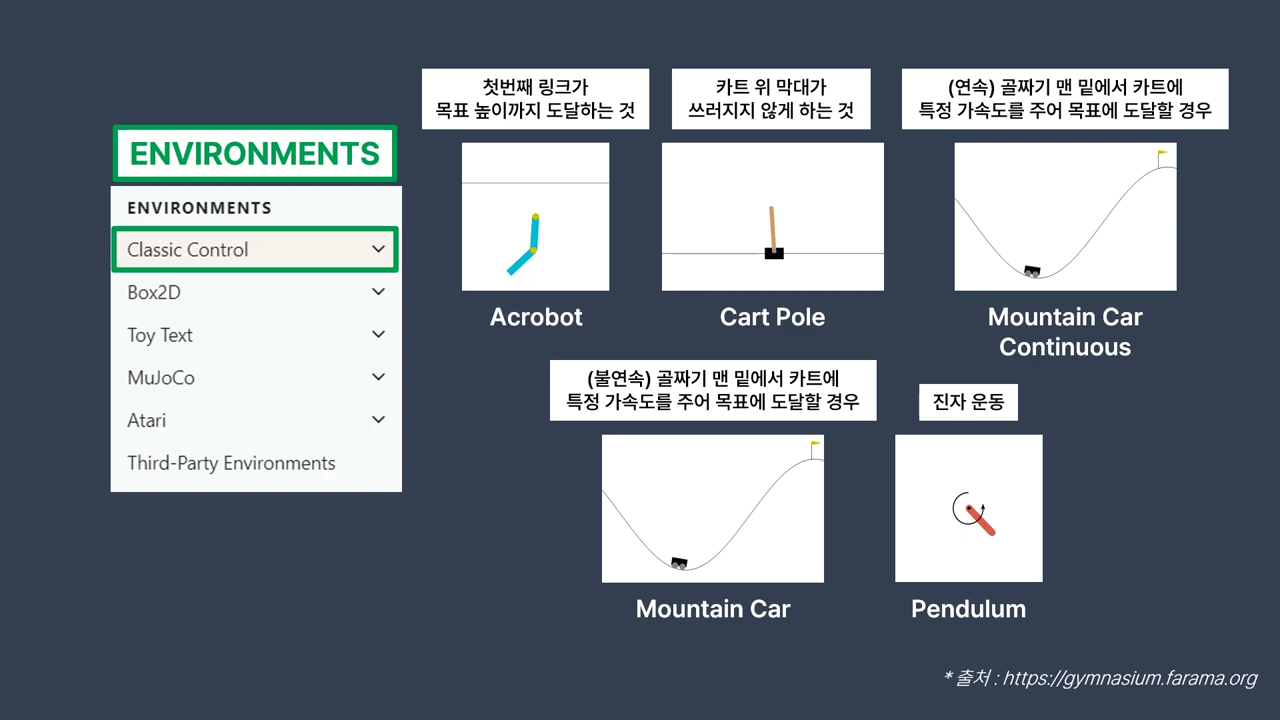 ENVIRONMENTS
ENVIRONMENTS
Classic Control
Box2D
Toy Text
MuJoCo
Atari
Third-Party Environments
첫번째 링크가
목표 높이까지 도달하는 것
Acrobot
카트 위 막대가
쓰러지지 않게 하는 것
Cart Pole
(연속) 골짜기 맨 밑에서 카트에
특정 가속도를 주어 목표에 도달할 경우
Mountain Car
Continuous
(불연속) 골짜기 맨 밑에서 카트에
특정 가속도를 주어 목표에 도달할 경우
Mountain Car
진자 운동
Pendulum
* 출처 : https://gymnasium.farama.org